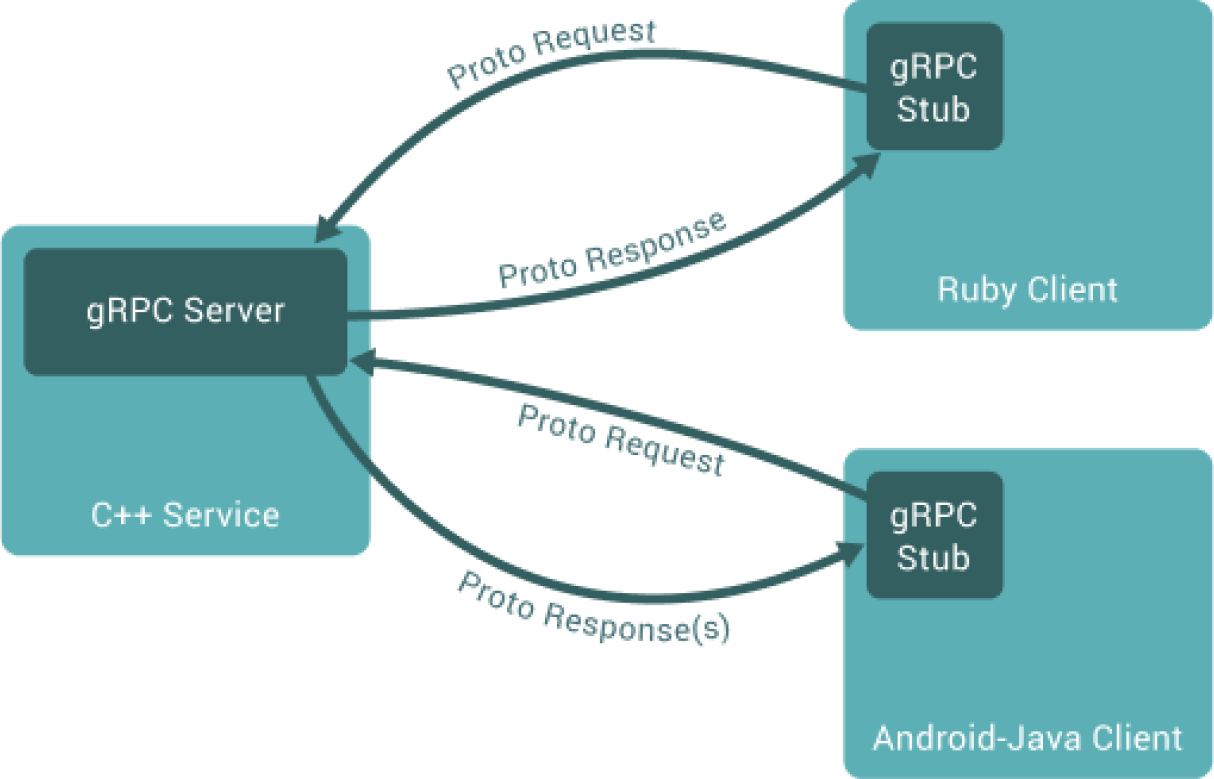 Proto Request
gRPC
Stub
Proto Response
Ruby Client
gRPC Server
C++ Service
Proto Request
gRPC
Stub
Proto Response(s)
Android-Java Client